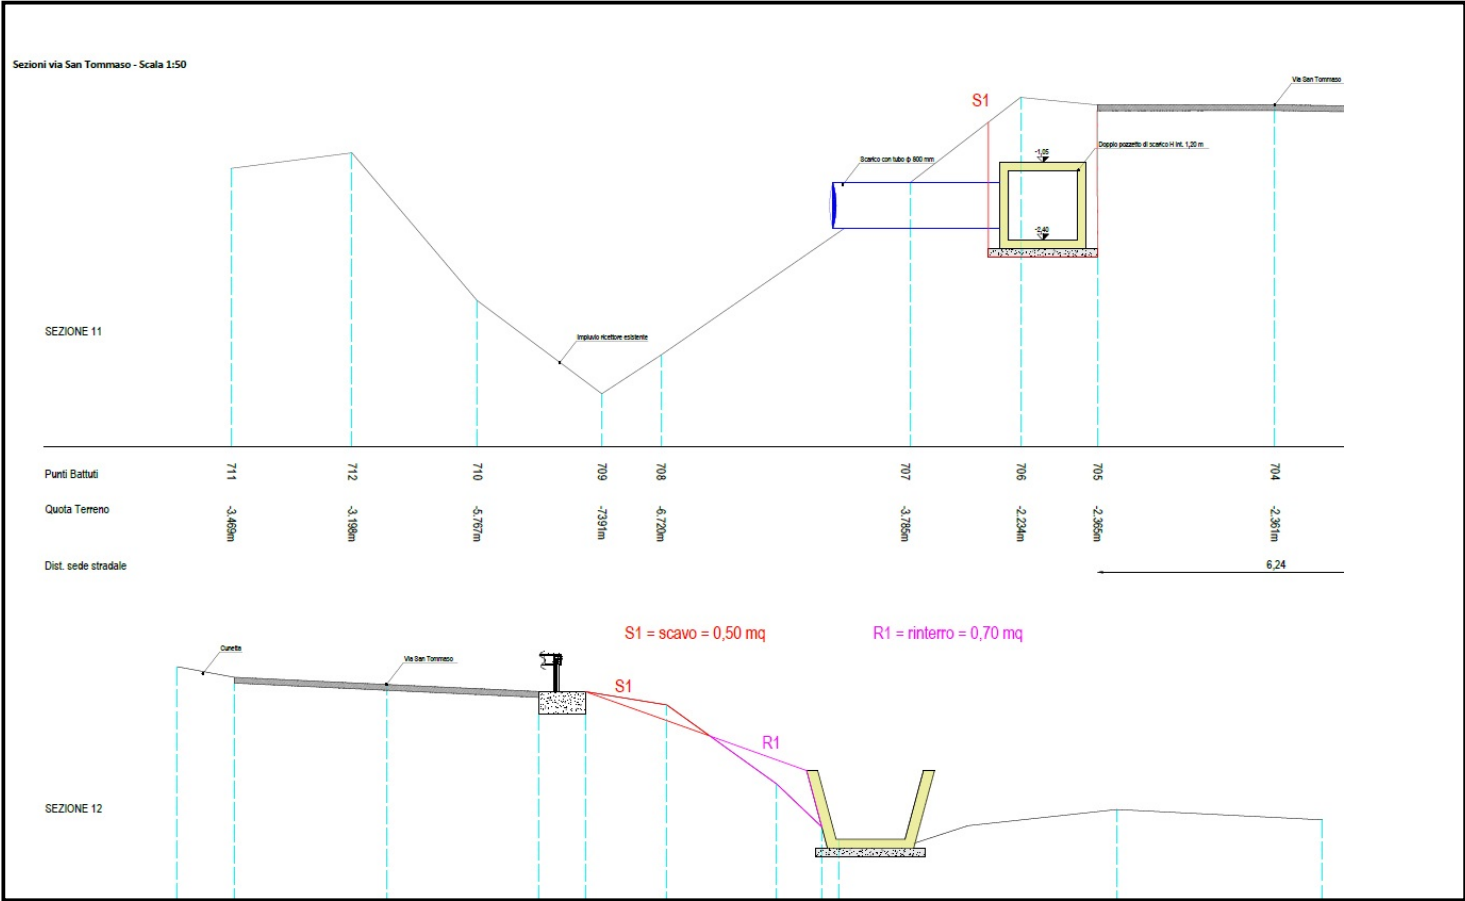 Sezioni via San Tommaso - Scala 1:50
Via San Tommaso
S1
Doppio pozzetto di scarico H int. 1,20 m
-1,05
Scarico con tubo ф 800 mm
-2,40
SEZIONE 11
Impluvio ricettore esistente
Punti Battuti
711
712
710
709
708
707
706
705
704
Quota Terreno
-3.469m
-3.198m
-5.767m
-7391m
-6.720m
-3.785m
-2.234m
-2.365m
-2.361m
Dist. sede stradale
6,24
S1 = scavo = 0,50 mq
R1 = rinterro = 0,70 mq
Cunetta
Via San Tommaso
S1
R1
SEZIONE 12